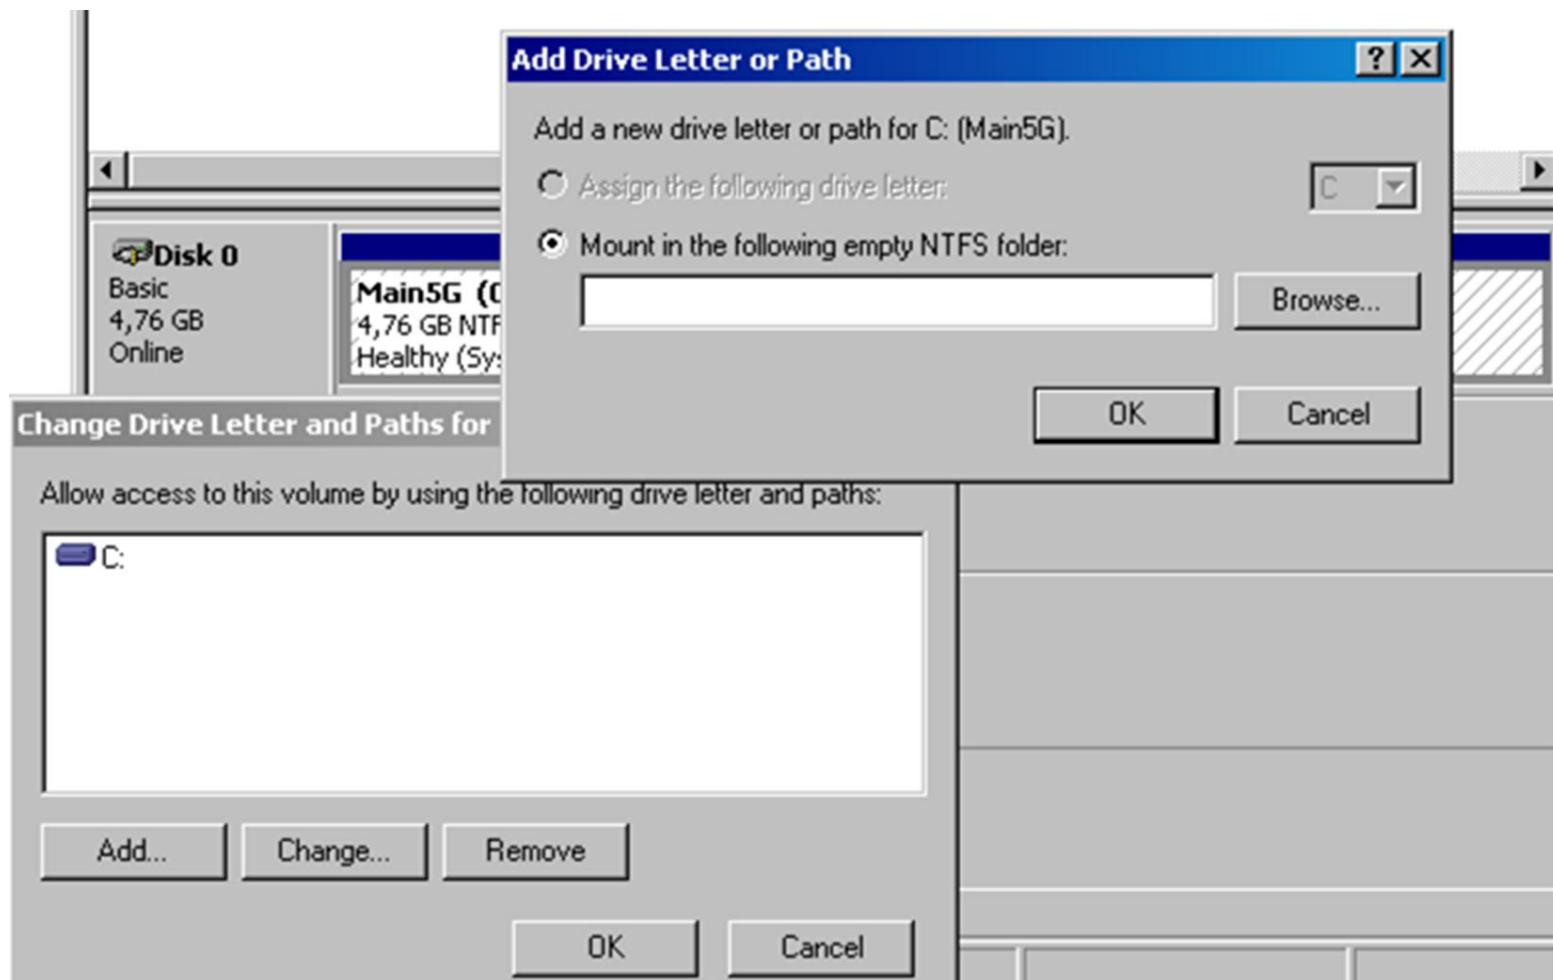 Add Drive Letter or Path
Add a new drive letter or path for C: (Main5G).
Assign the following drive letter:
C
Mount in the following empty NTFS folder:
Browse...
OK
Cancel
Disk 0
Basic
4,76 GB
Online
Main5G (C
4,76 GB NTF
Healthy (Sys
Change Drive Letter and Paths for
Allow access to this volume by using the following drive letter and paths:
C:
Add...
Change...
Remove
OK
Cancel